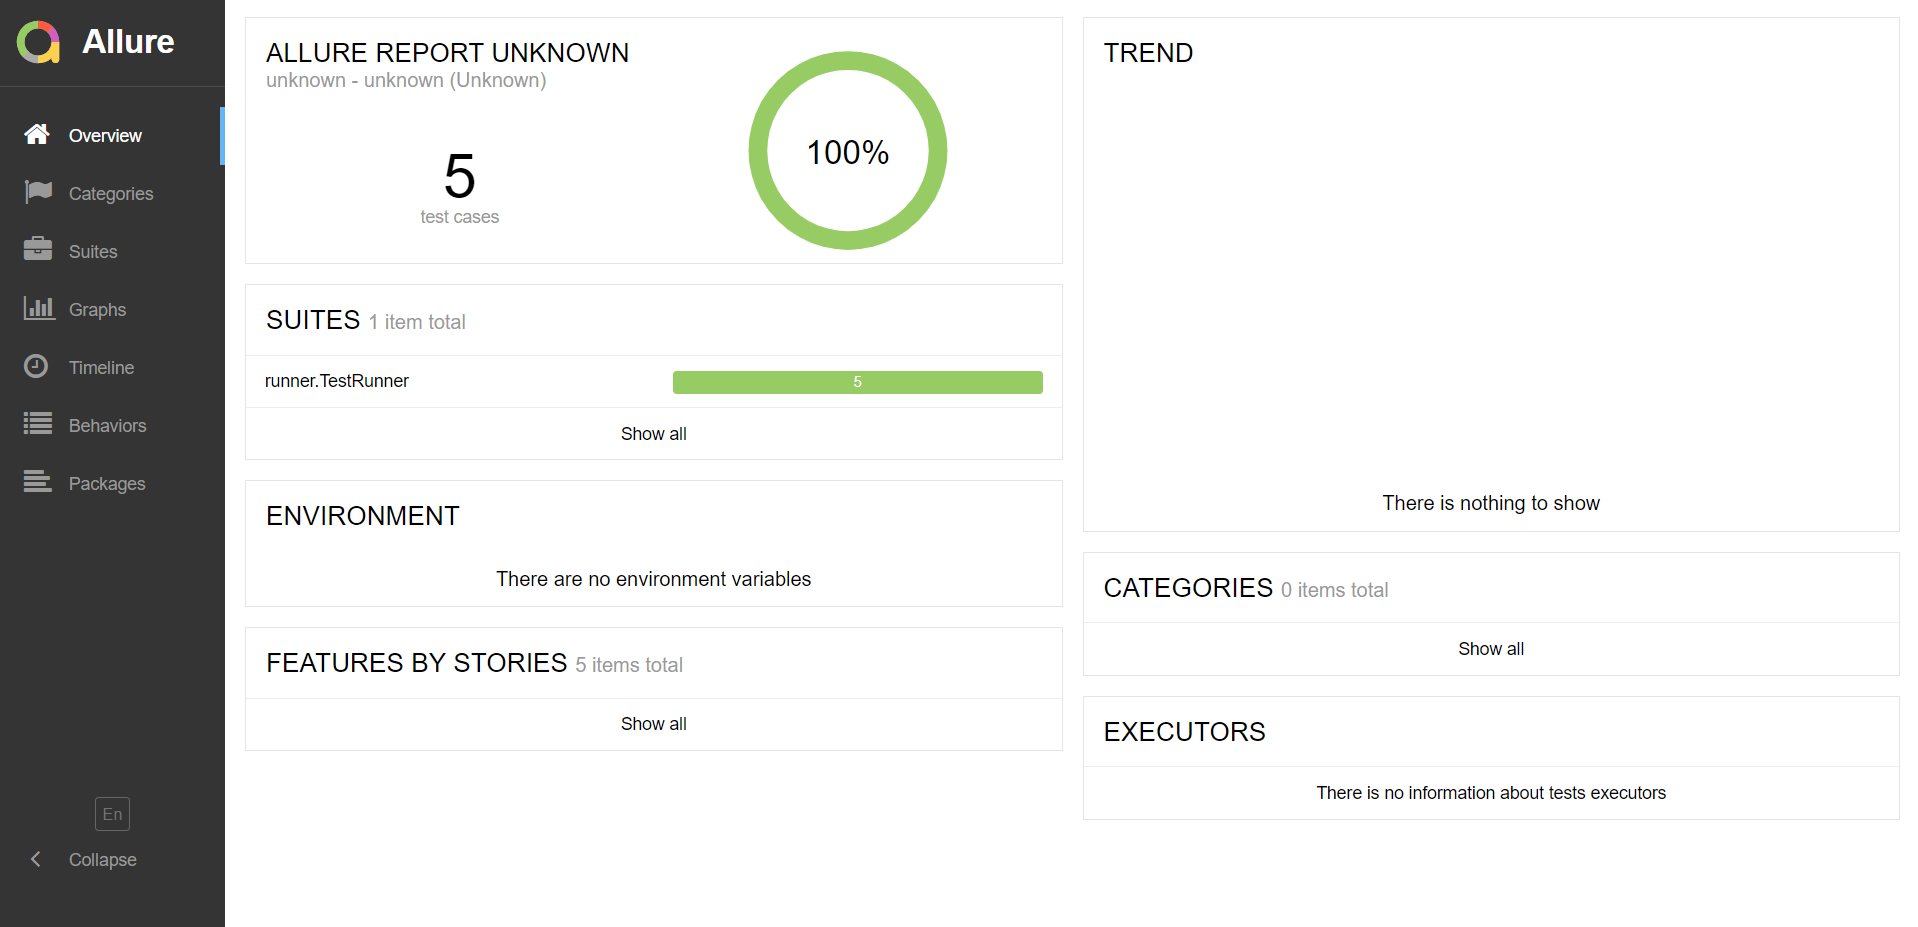 Allure
Overview
Categories
Suites
Graphs
Timeline
Behaviors
Packages
En
Collapse
ALLURE REPORT UNKNOWN
unknown - unknown (Unknown)
5
test cases
100%
SUITES 1 item total
runner.TestRunner 5
Show all
ENVIRONMENT
There are no environment variables
FEATURES BY STORIES 5 items total
Show all
TREND
There is nothing to show
CATEGORIES 0 items total
Show all
EXECUTORS
There is no information about tests executors